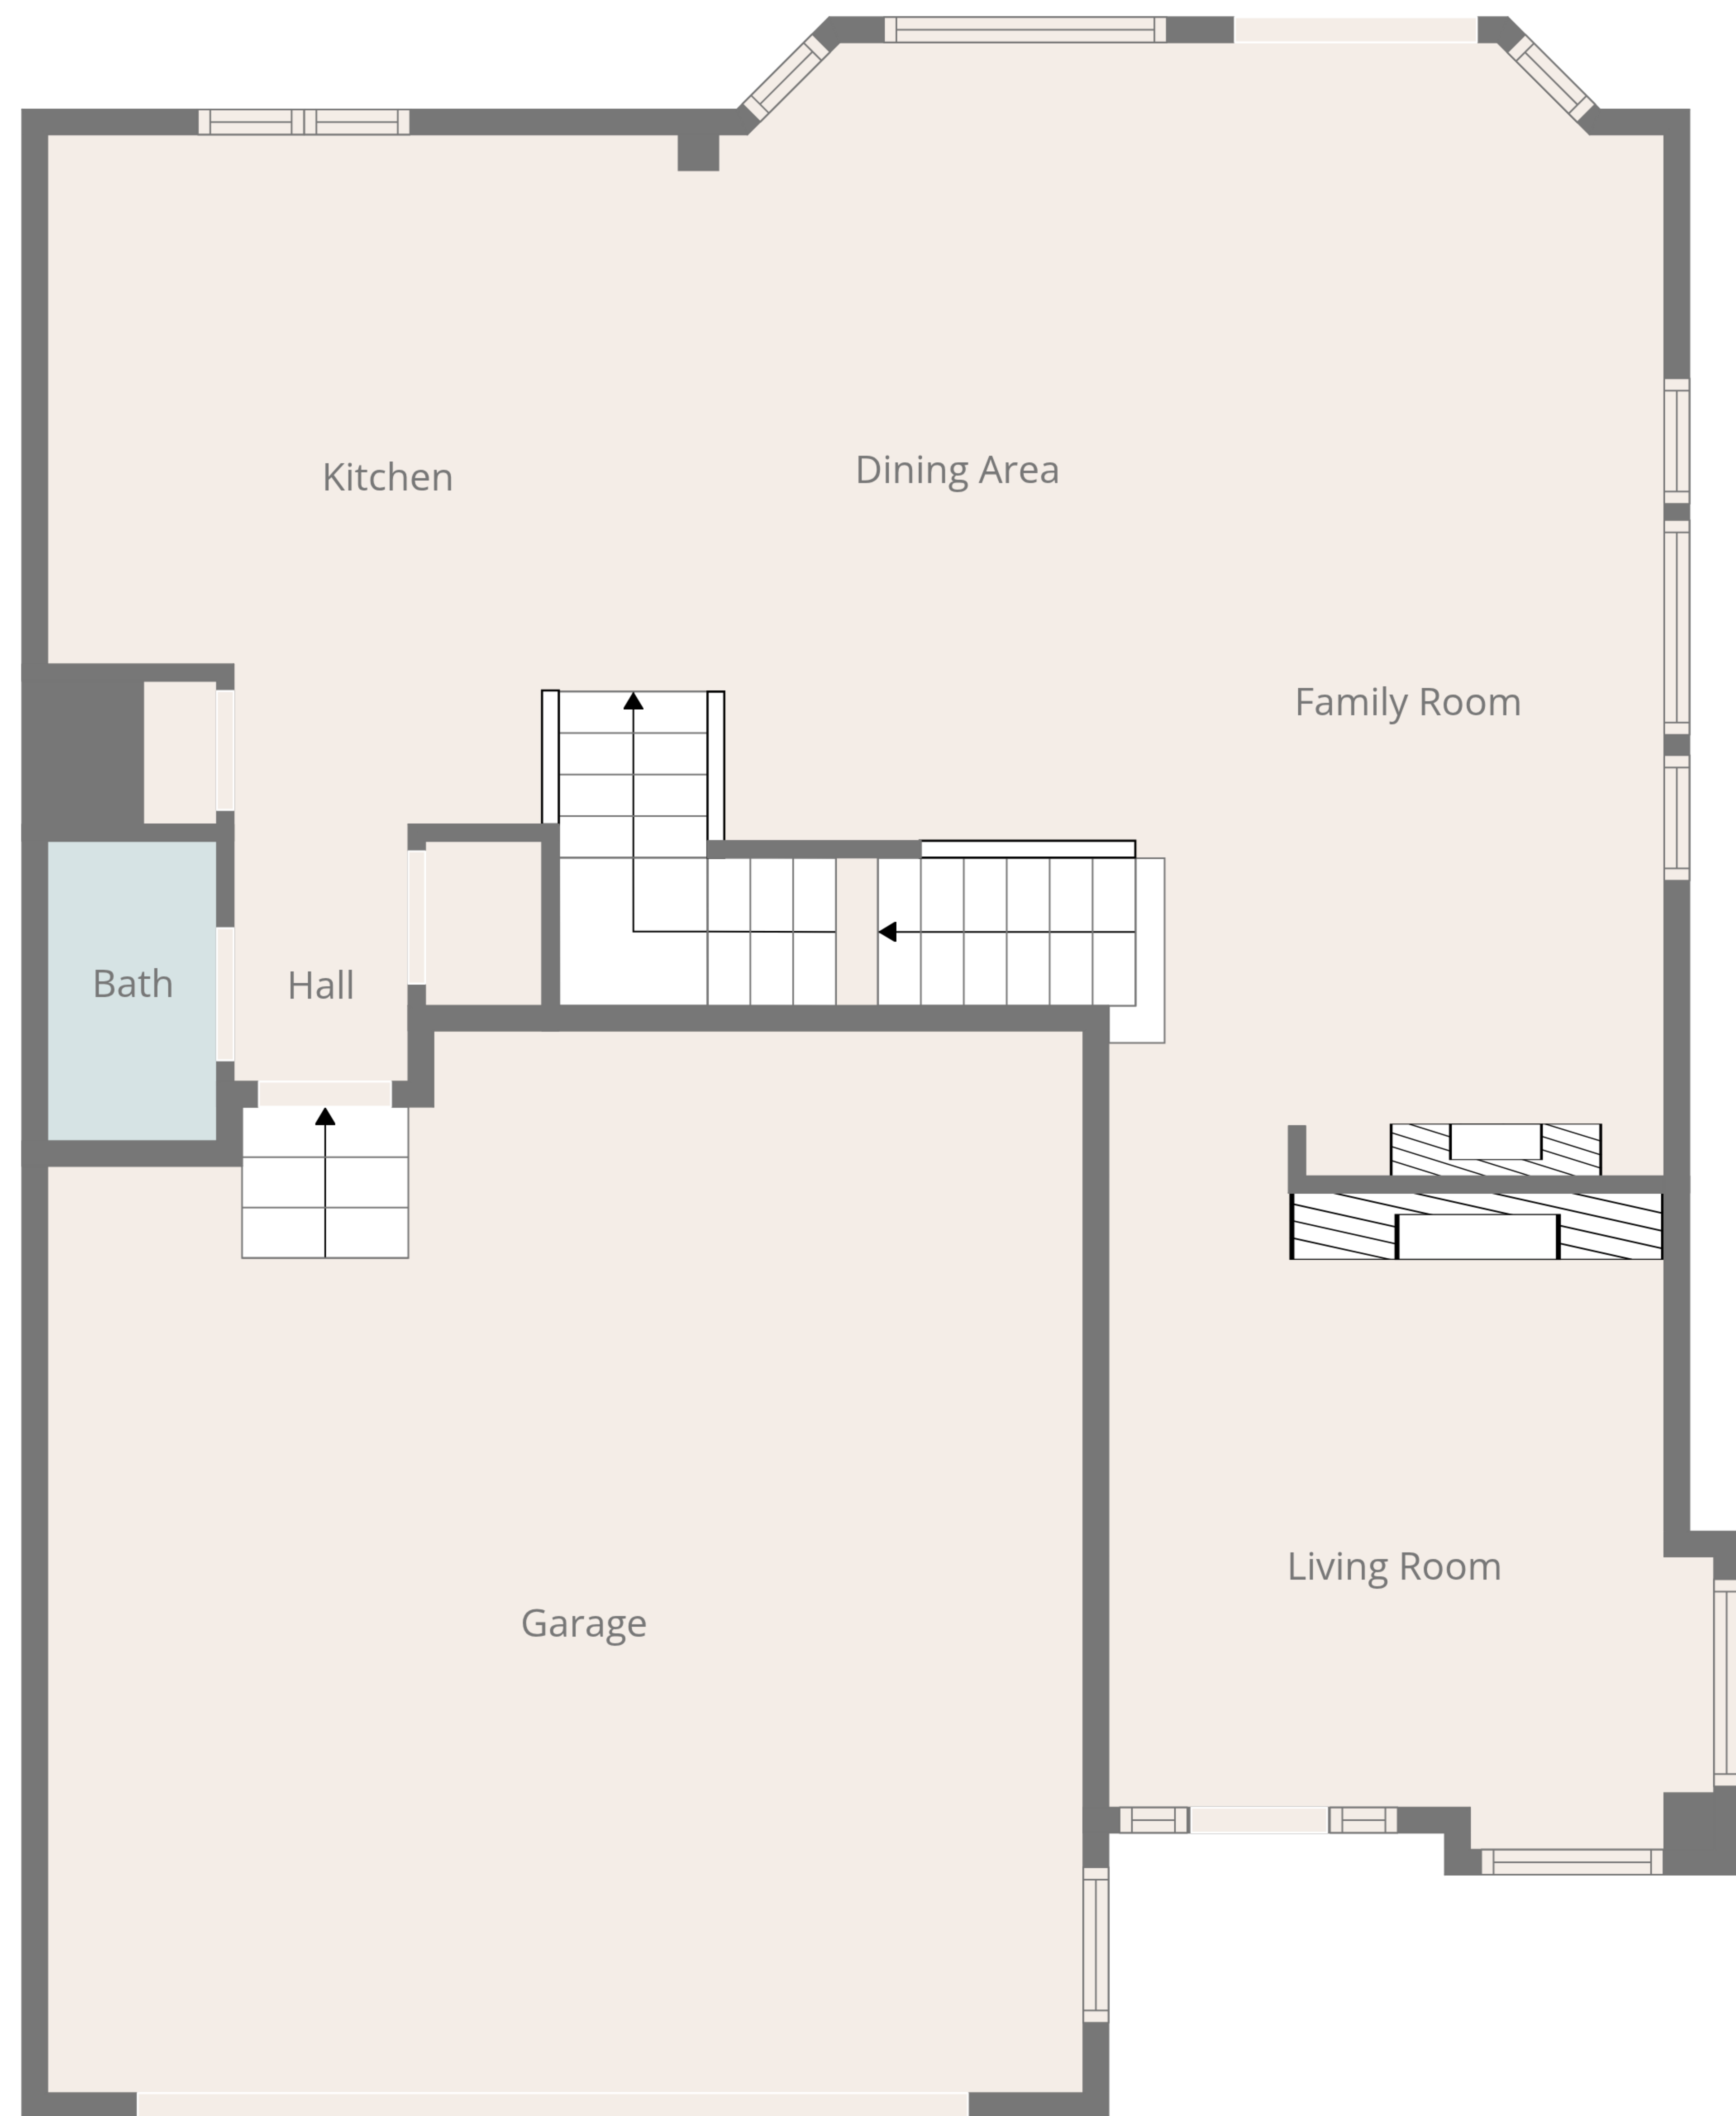 Kitchen
Dining Area
Family Room
Bath
Hall
Living Room
Garage